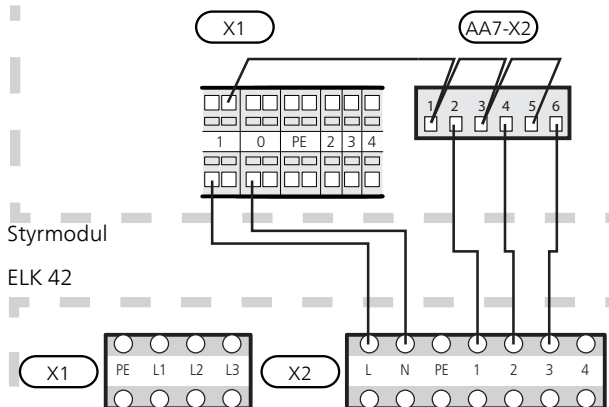 X1 AA7-X2
1 2 3 4 5 6
1 0 PE 2 3 4
Styrmodul
ELK 42
X1 PE L1 L2 L3 X2 L N PE 1 2 3 4